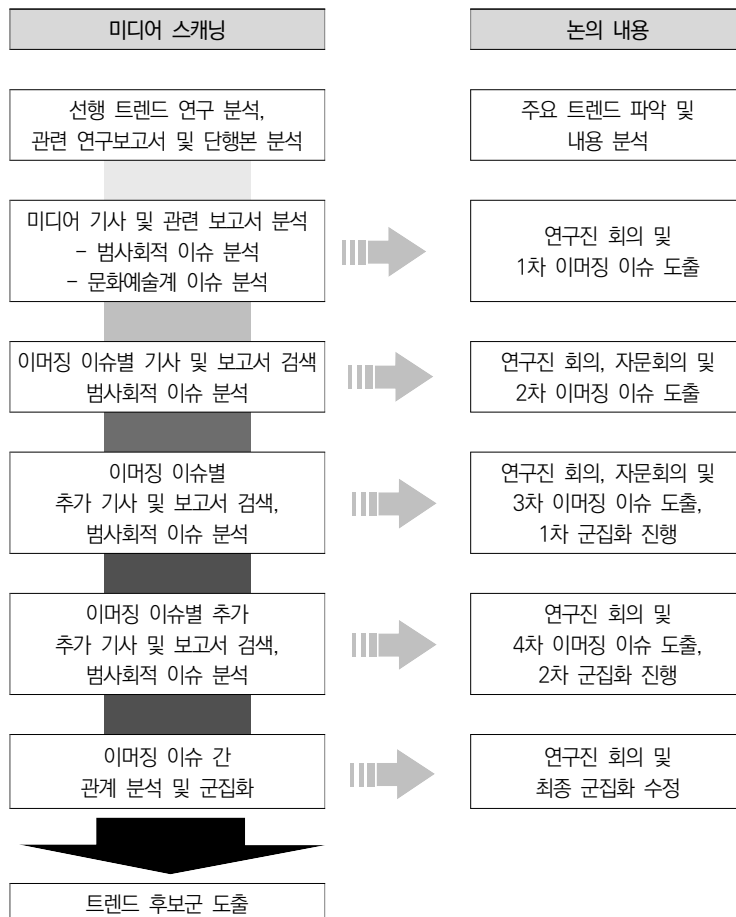 미디어 스캐닝
논의 내용
선행 트렌드 연구 분석,
관련 연구보고서 및 단행본 분석
주요 트렌드 파악 및
내용 분석
미디어 기사 및 관련 보고서 분석
- 범사회적 이슈 분석
- 문화예술계 이슈 분석
연구진 회의 및
1차 이머징 이슈 도출
이머징 이슈별 기사 및 보고서 검색
범사회적 이슈 분석
연구진 회의, 자문회의 및
2차 이머징 이슈 도출
이머징 이슈별
추가 기사 및 보고서 검색,
범사회적 이슈 분석
연구진 회의, 자문회의 및
3차 이머징 이슈 도출,
1차 군집화 진행
이머징 이슈별 추가
추가 기사 및 보고서 검색,
범사회적 이슈 분석
연구진 회의 및
4차 이머징 이슈 도출,
2차 군집화 진행
이머징 이슈 간
관계 분석 및 군집화
연구진 회의 및
최종 군집화 수정
트렌드 후보군 도출